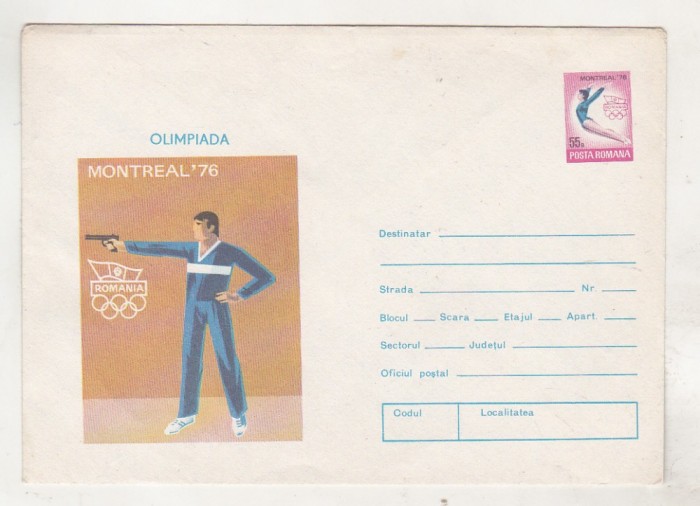 MONTREAL '76
55B
POSTA ROMANA
OLIMPIADA
MONTREAL '76
ROMANIA
Destinatar
Strada Nr.
Blocul Scara Etajul Apart.
Sectorul Județul
Oficiul poştal
Codul Localitatea